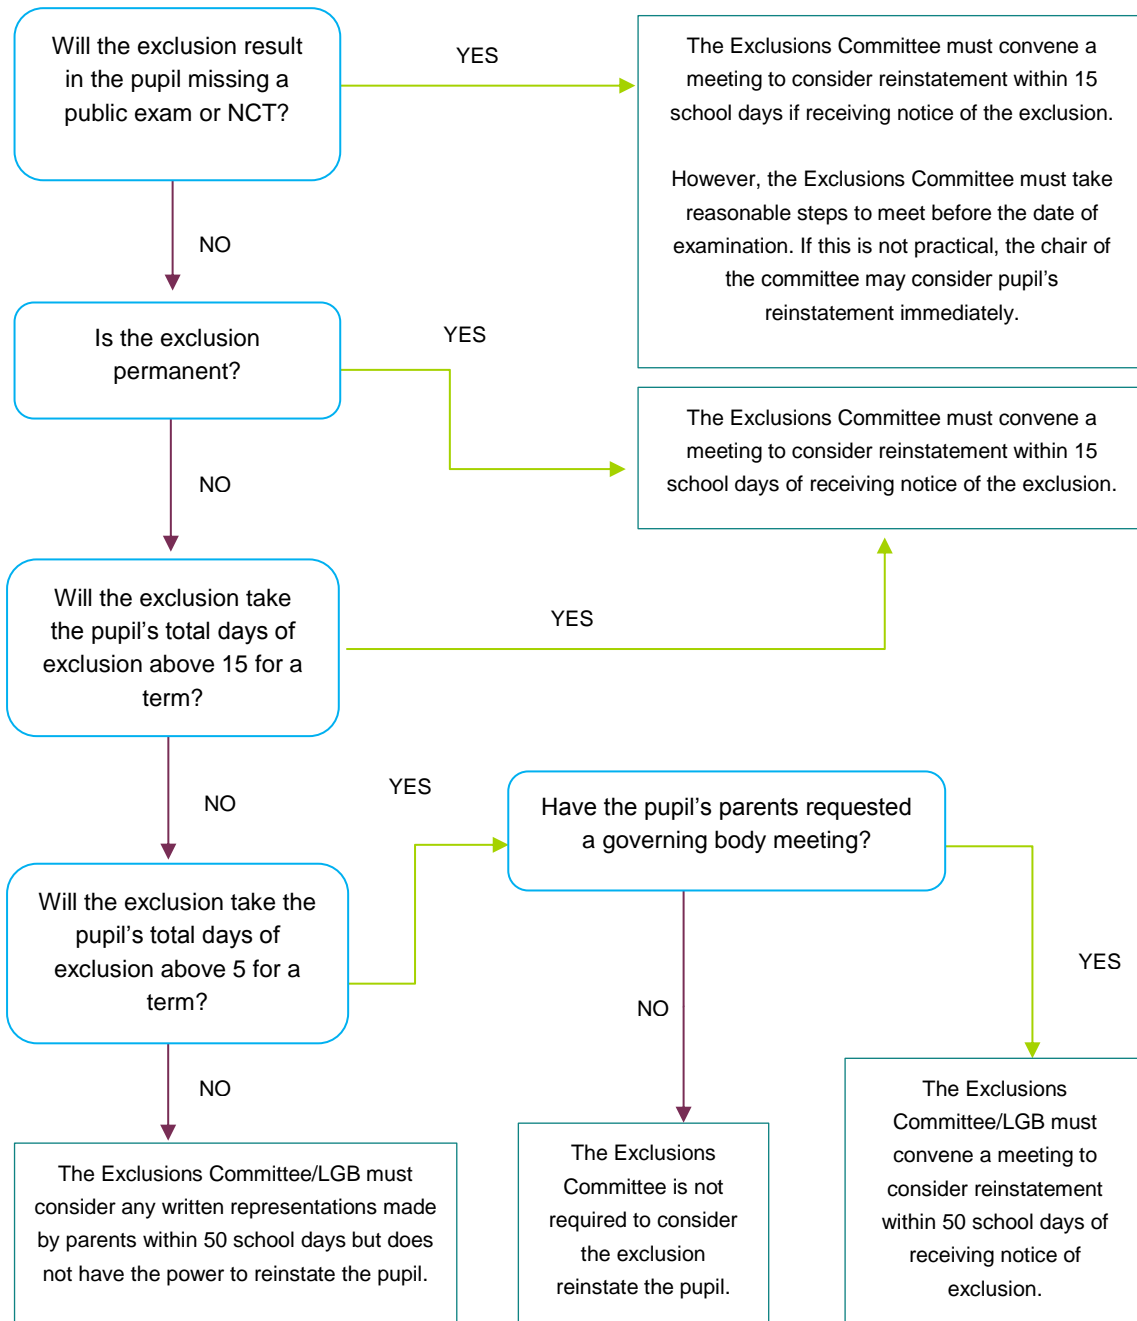 Will the exclusion result
in the pupil missing a
public exam or NCT?
YES
The Exclusions Committee must convene a
meeting to consider reinstatement within 15
school days if receiving notice of the exclusion.
However, the Exclusions Committee must take
reasonable steps to meet before the date of
examination. If this is not practical, the chair of
the committee may consider pupil’s
reinstatement immediately.
NO
Is the exclusion
permanent?
YES
The Exclusions Committee must convene a
meeting to consider reinstatement within 15
school days of receiving notice of the exclusion.
NO
Will the exclusion take
the pupil’s total days of
exclusion above 15 for a
term?
YES
NO
Will the exclusion take the
pupil’s total days of
exclusion above 5 for a
term?
YES
Have the pupil’s parents requested
a governing body meeting?
NO
YES
NO
The Exclusions Committee/LGB must
consider any written representations made
by parents within 50 school days but does
not have the power to reinstate the pupil.
The Exclusions
Committee is not
required to consider
the exclusion
reinstate the pupil.
The Exclusions
Committee/LGB must
convene a meeting to
consider reinstatement
within 50 school days of
receiving notice of
exclusion.